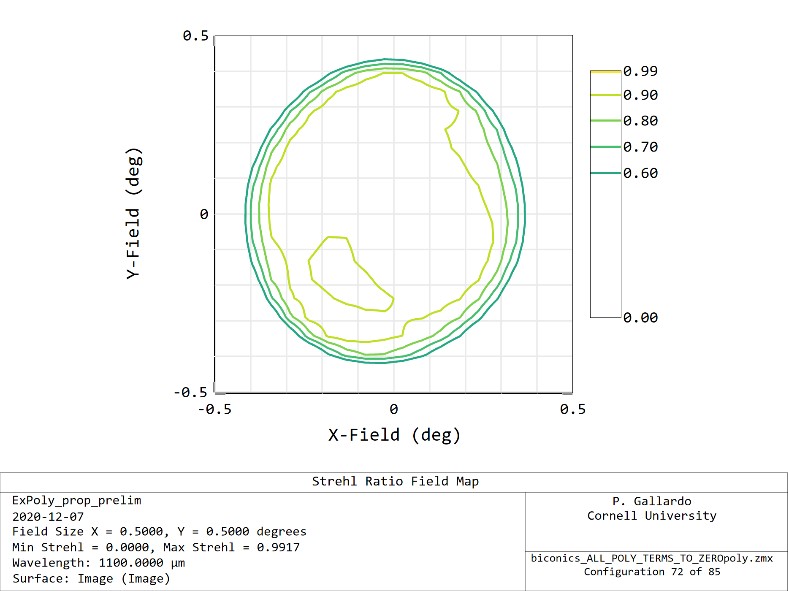 0.5
0
-0.5
Y-Field (deg)
-0.5
0
0.5
X-Field (deg)
0.99
0.90
0.80
0.70
0.60
0.00
Strehl Ratio Field Map
ExPoly_prop_prelim
2020-12-07
Field Size X = 0.5000, Y = 0.5000 degrees
Min Strehl = 0.0000, Max Strehl = 0.9917
Wavelength: 1100.0000 µm
Surface: Image (Image)
P. Gallardo
Cornell University
biconics_ALL_POLY_TERMS_TO_ZEROpoly.zmx
Configuration 72 of 85